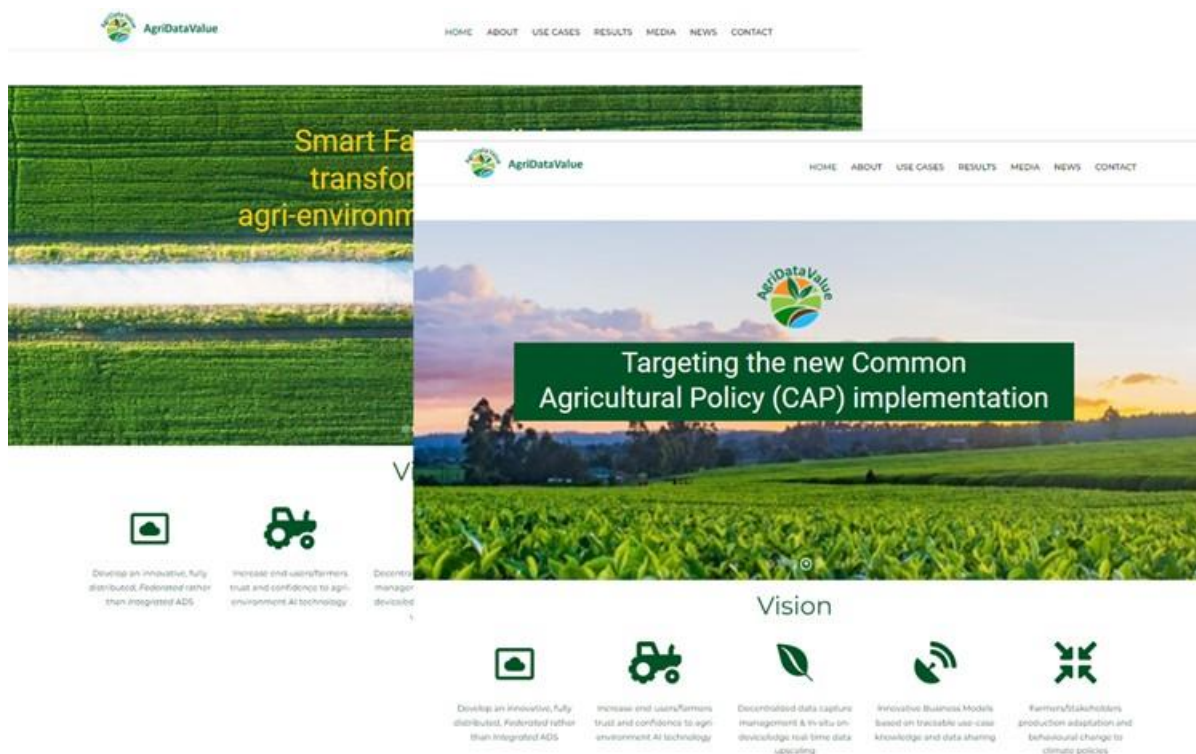 AgriDataValue
HOME ABOUT USE CASES RESULTS MEDIA NEWS CONTACT
Smart Fa
transfor
agri-environm
Develop an innovative, fully
distributed, Federated rather
than Integrated ADS
Increase end-users/farmers
trust and confidence to agri-
environment AI technology
AgriDataValue
HOME ABOUT USE CASES RESULTS MEDIA NEWS CONTACT
AgriDataValue
Targeting the new Common
Agricultural Policy (CAP) implementation
Vision
Develop an innovative, fully
distributed, Federated rather
than Integrated ADS
Increase end-users/farmers
trust and confidence to agri-
environment AI technology
Decentralised data capture
management & in-situ on-
device/edge real-time data
upscaling
Innovative Business Models
based on traceable use-case
knowledge and data sharing
Farmers/Stakeholders
production adaptation and
behavioural change to
climate policies